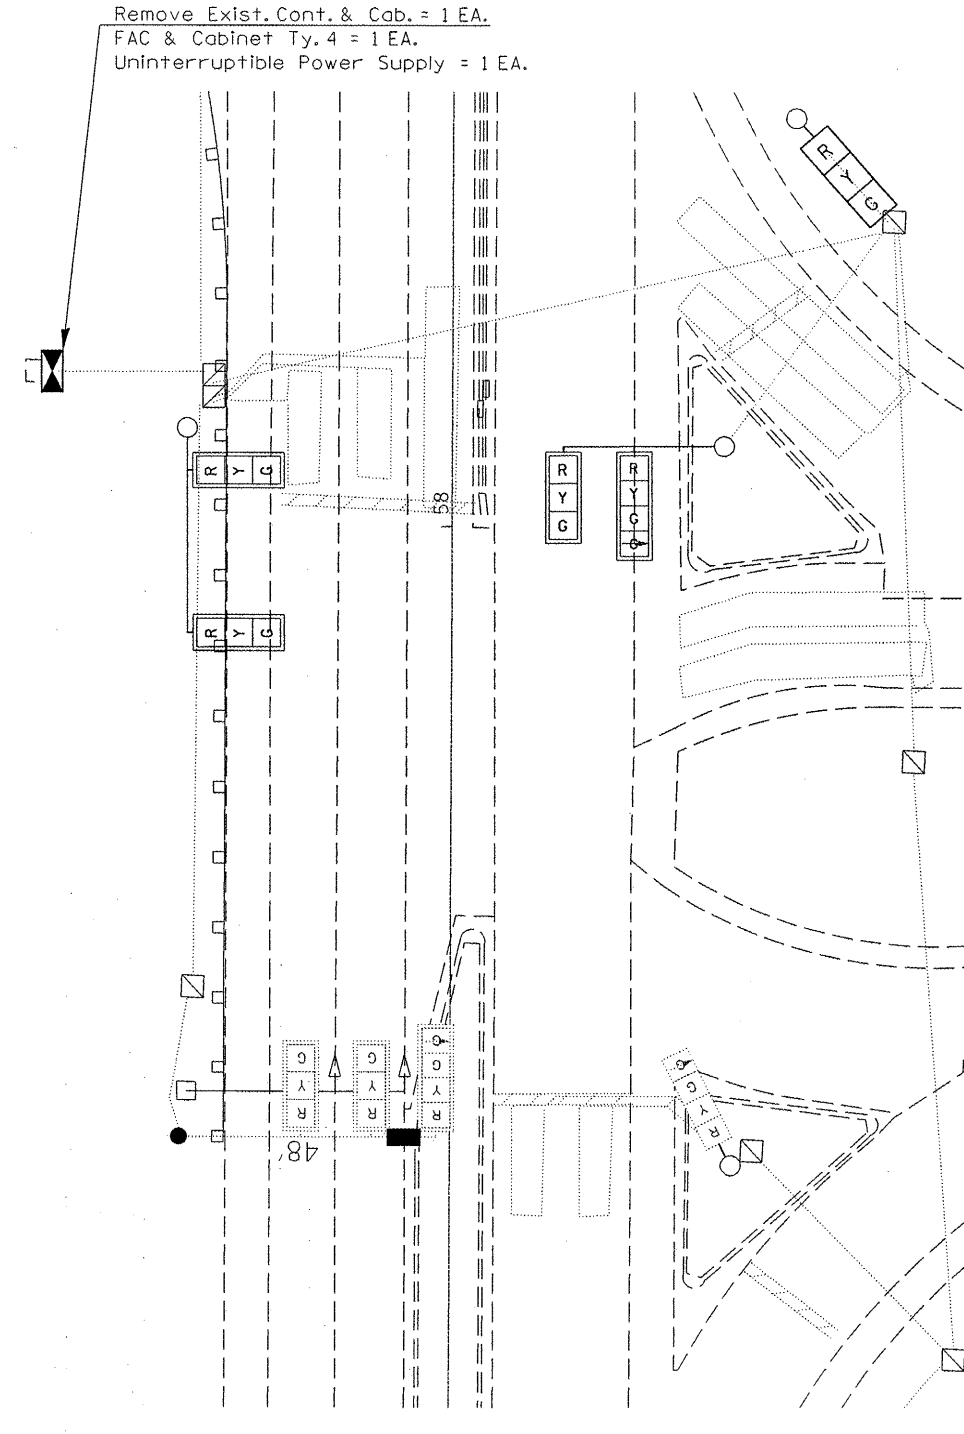 Remove Exist. Cont. & Cab. = 1 EA.
FAC & Cabinet Ty. 4 = 1 EA.
Uninterruptible Power Supply = 1 EA.
R Y G
R Y G
R
Y
G
R
Y
G
G
R Y G
58
G
Y
R
G
Y
R
G
G
Y
R
G
G
Y
R
48'